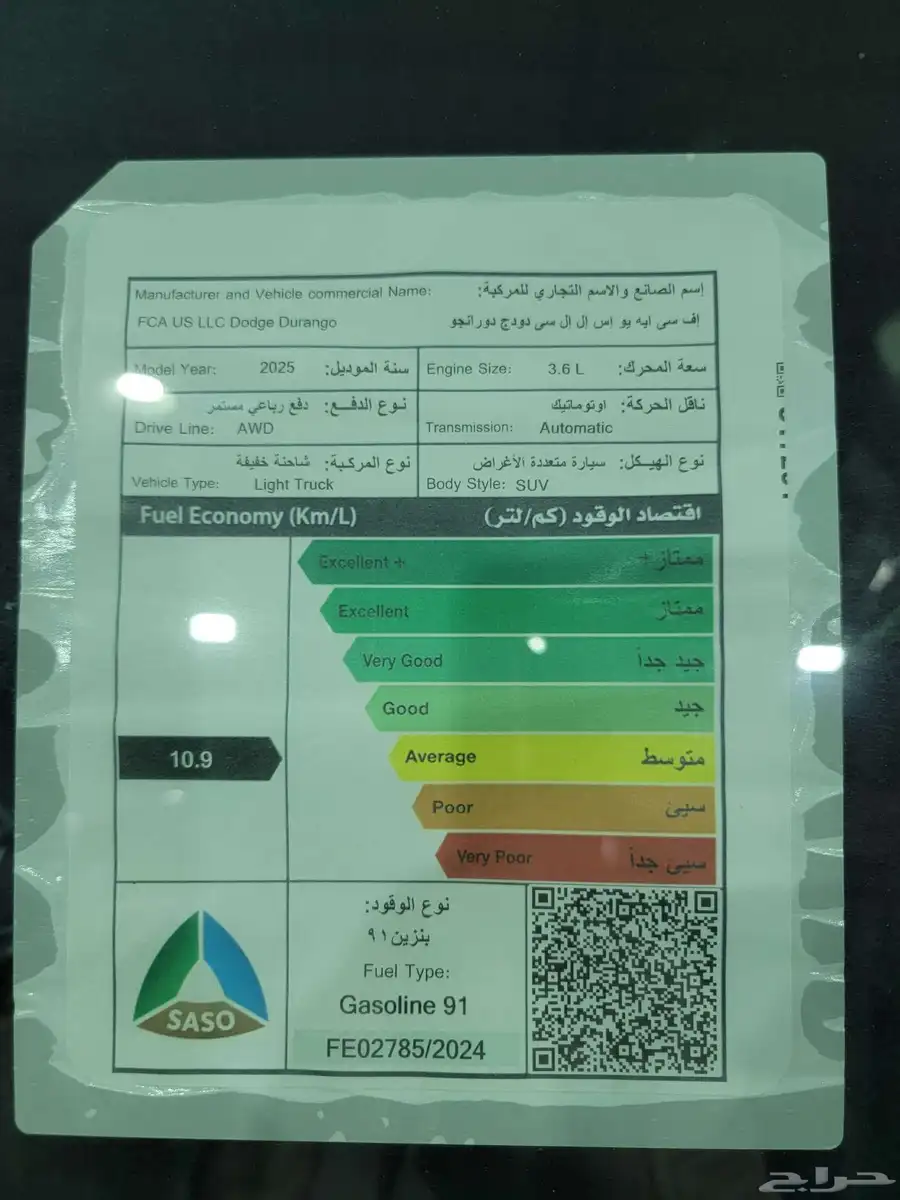 Manufacturer and Vehicle commercial Name: إسم الصانع والاسم التجاري للمركبة:
FCA US LLC Dodge Durango إف سي ايه يو إس إل إل سي دودج دورانجو
Model Year: 2025 سنة الموديل:
Engine Size: 3.6 L سعة المحرك:
نوع الدفع: دفع رباعي مستمر
Drive Line: AWD
ناقل الحركة: اوتوماتيك
Transmission: Automatic
نوع المركبة: شاحنة خفيفة
Vehicle Type: Light Truck
نوع الهيكل: سيارة متعددة الأغراض
Body Style: SUV
Fuel Economy (Km/L) اقتصاد الوقود (كم/لتر)
Excellent + ممتاز +
Excellent ممتاز
Very Good جيد جداً
Good جيد
10.9 Average متوسط
Poor سيئ
Very Poor سيئ جداً
SASO
نوع الوقود:
بنزين ٩١
Fuel Type:
Gasoline 91
FE02785/2024
حراج